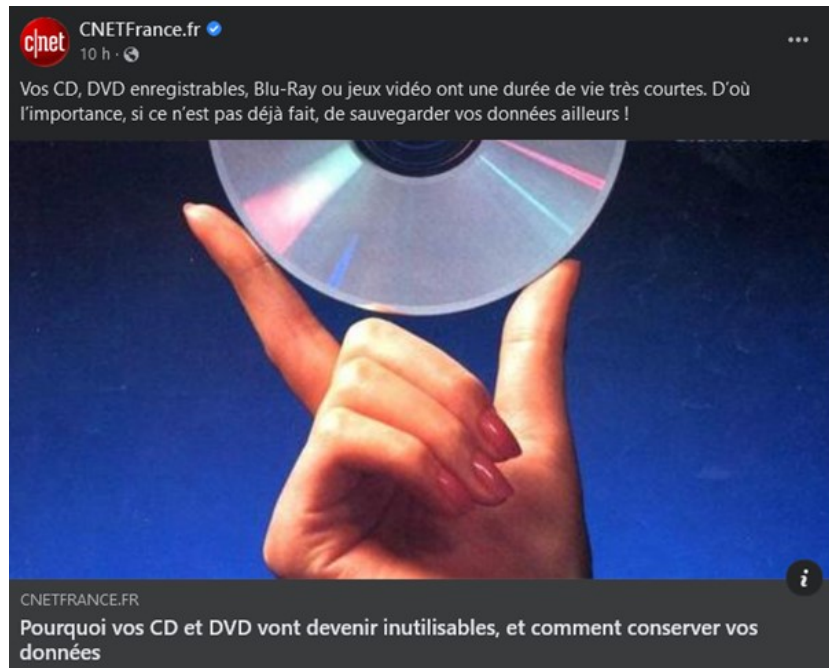 c|net
CNETFrance.fr
10 h ·
Vos CD, DVD enregistrables, Blu-Ray ou jeux vidéo ont une durée de vie très courtes. D'où
l'importance, si ce n'est pas déjà fait, de sauvegarder vos données ailleurs !
i
CNETFRANCE.FR
Pourquoi vos CD et DVD vont devenir inutilisables, et comment conserver vos
données